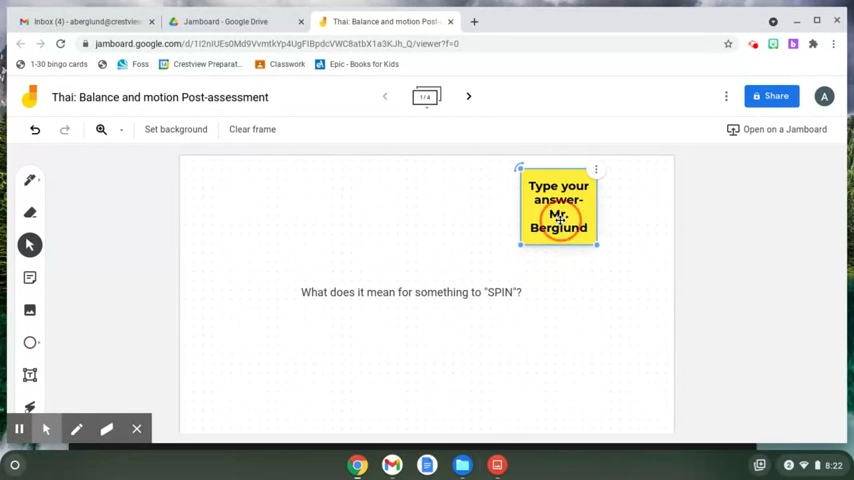 Inbox (4) - aberglund@crestview
Jamboard - Google Drive
Thai: Balance and motion Post-
jamboard.google.com/d/1I2nIUEs0Md9VvmtkYp4UgFIBpdcVWC8atbX1a3KJh_Q/viewer?f=0
1-30 bingo cards
Foss
Crestview Preparat...
Classwork
Epic - Books for Kids
Thai: Balance and motion Post-assessment
1/4
Share
A
Set background
Clear frame
Open on a Jamboard
Type your
answer-
Mr.
Berglund
What does it mean for something to "SPIN"?
2
8:22